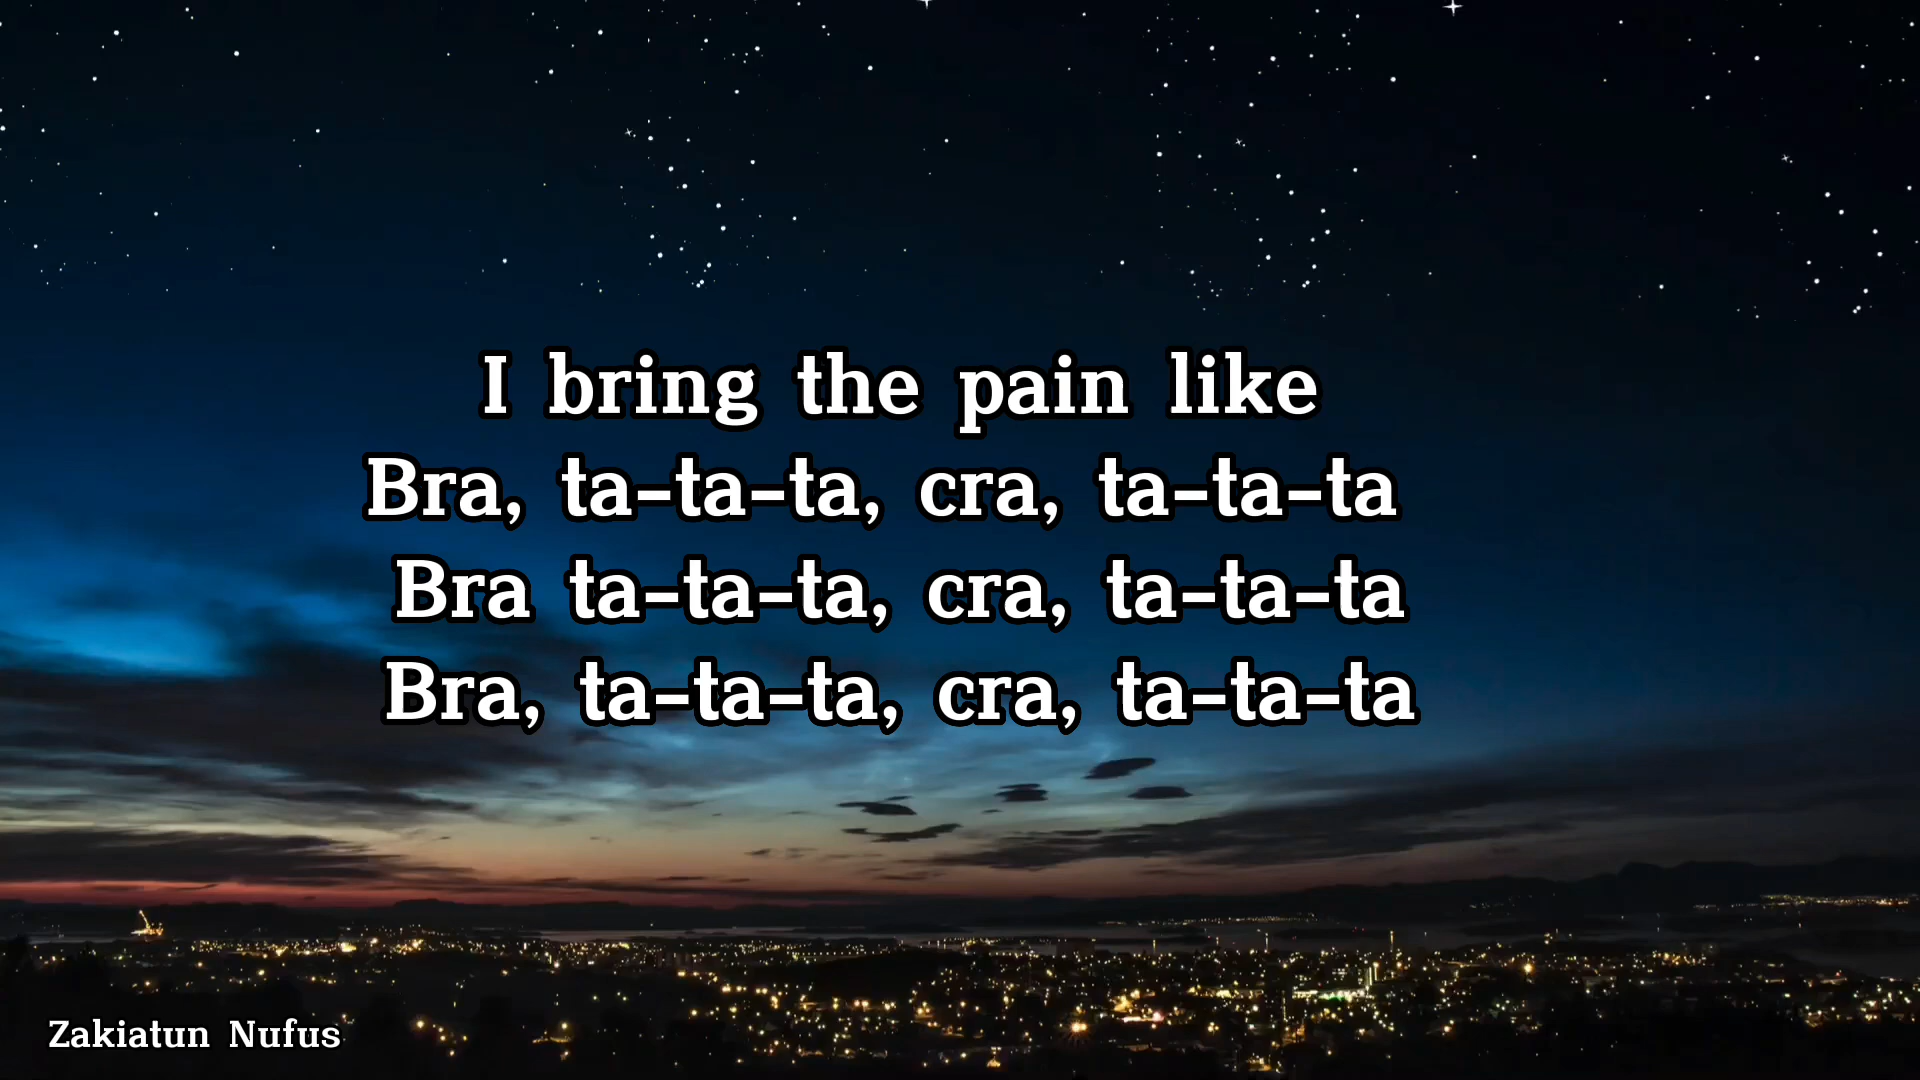 I bring the pain like
Bra, ta-ta-ta, cra, ta-ta-ta
Bra ta-ta-ta, cra, ta-ta-ta
Bra, ta-ta-ta, cra, ta-ta-ta
Zakiatun Nufus